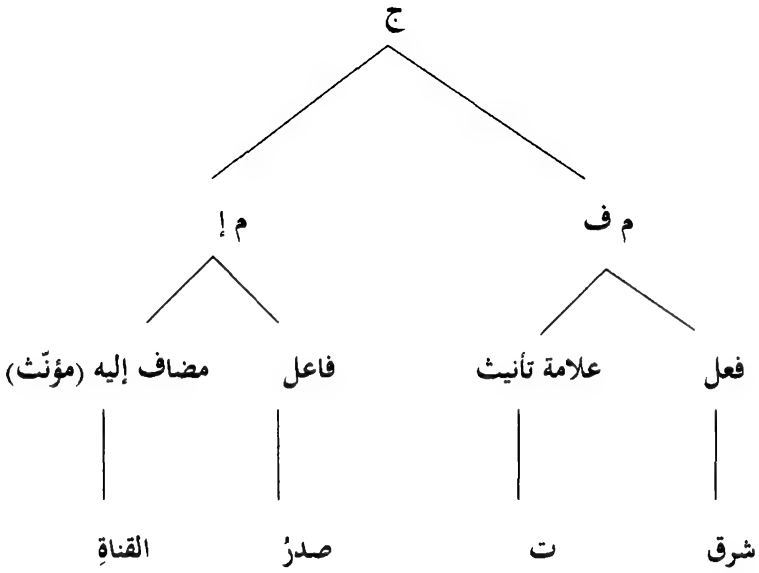 ج
م ف م إ
فعل علامة تأنيث فاعل مضاف إليه (مؤنّث)
شرق ت صدرُ القناةِ